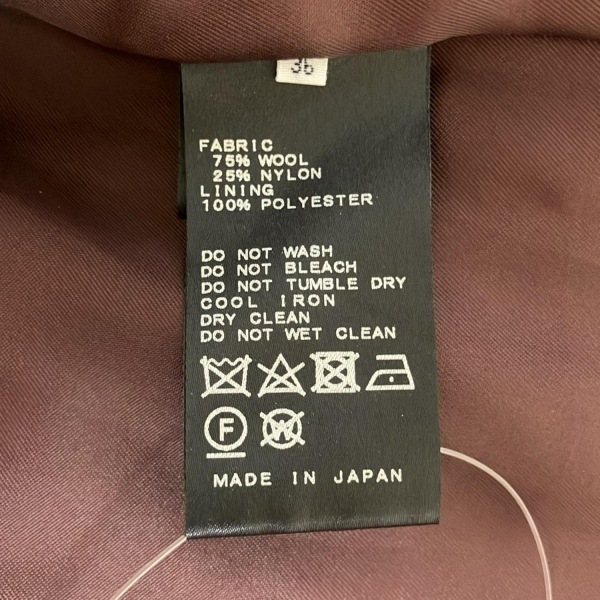 36
FABRIC
75% WOOL
25% NYLON
LINING
100% POLYESTER
DO NOT WASH
DO NOT BLEACH
DO NOT TUMBLE DRY
COOL IRON
DRY CLEAN
DO NOT WET CLEAN
F W
MADE IN JAPAN